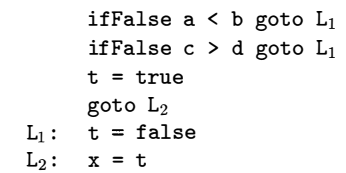 ifFalse a < b goto L₁
ifFalse c > d goto L₁
t = true
goto L₂
L₁: t = false
L₂: x = t